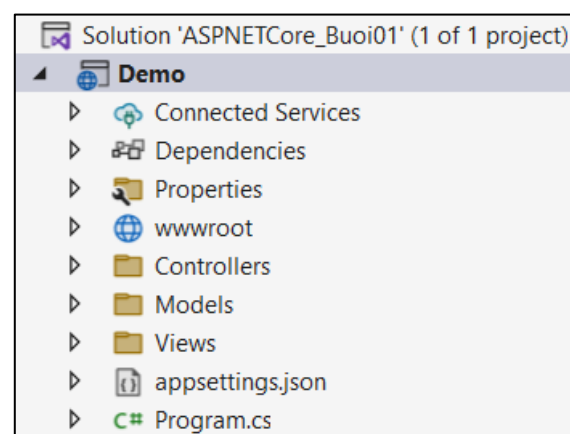 Solution 'ASPNETCore_Buoi01' (1 of 1 project)
Demo
Connected Services
Dependencies
Properties
wwwroot
Controllers
Models
Views
appsettings.json
C# Program.cs